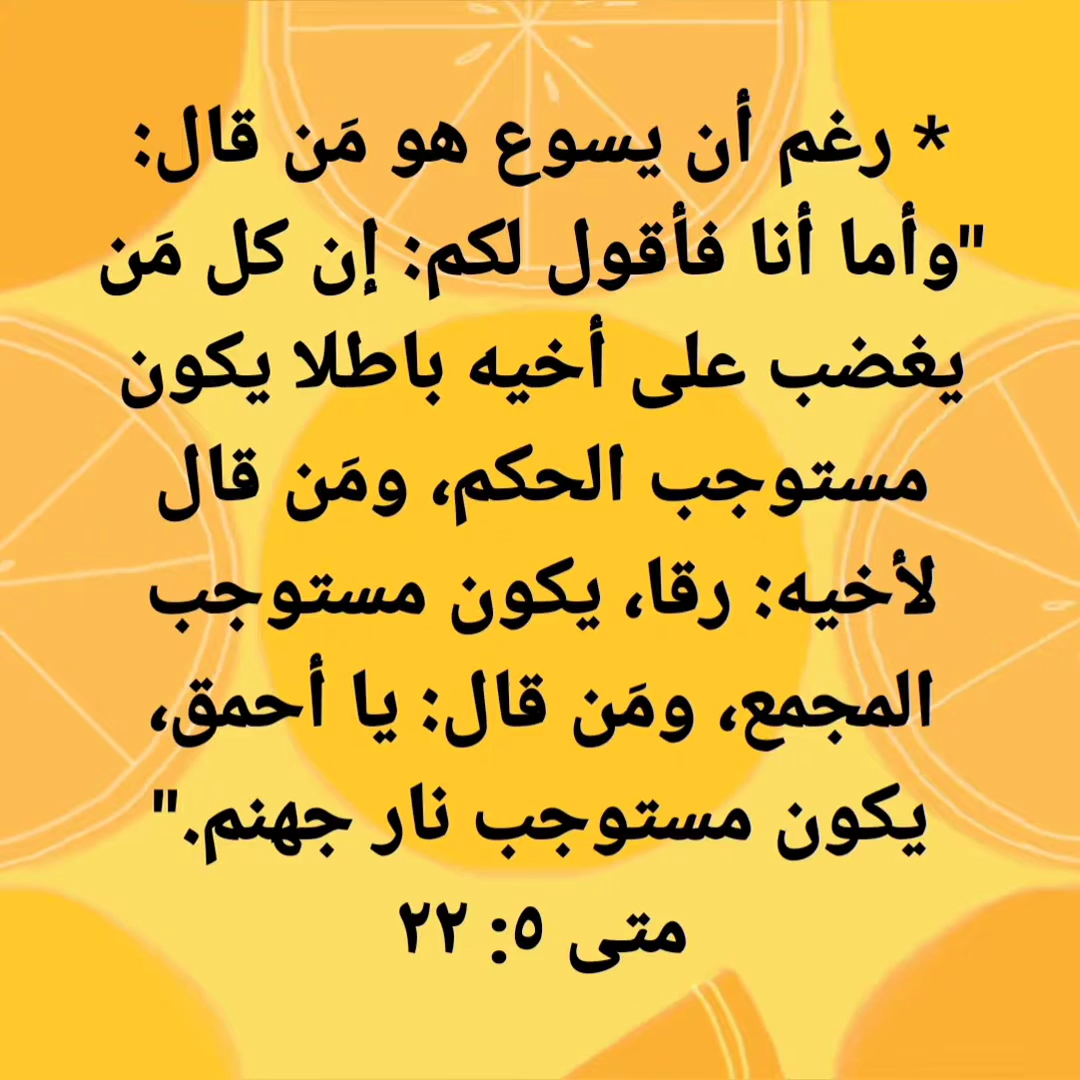 * رغم أن يسوع هو مَن قال:
"وأما أنا فأقول لكم: إن كل مَن
يغضب على أخيه باطلا يكون
مستوجب الحكم، ومَن قال
لأخيه: رقا، يكون مستوجب
المجمع، ومَن قال: يا أحمق،
يكون مستوجب نار جهنم."
متى ٥: ٢٢